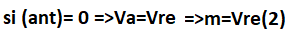 si (ant)= 0 =>Va=Vre =>m=Vre(2)